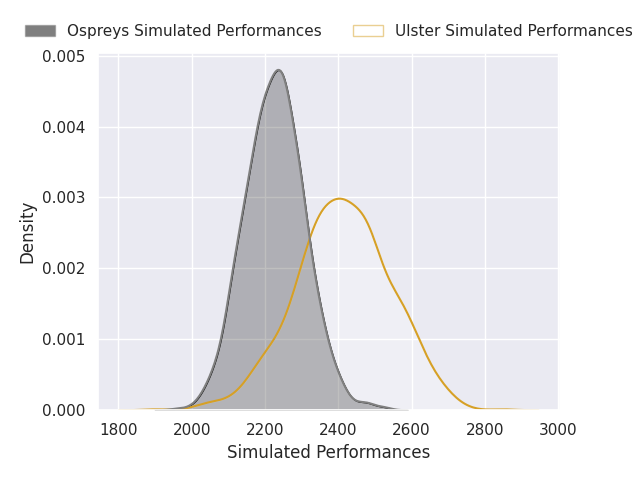 Ospreys Simulated Performances Ulster Simulated Performances
0.005
0.004
0.003
0.002
0.001
0.000
Density
1800 2000 2200 2400 2600 2800 3000
Simulated Performances